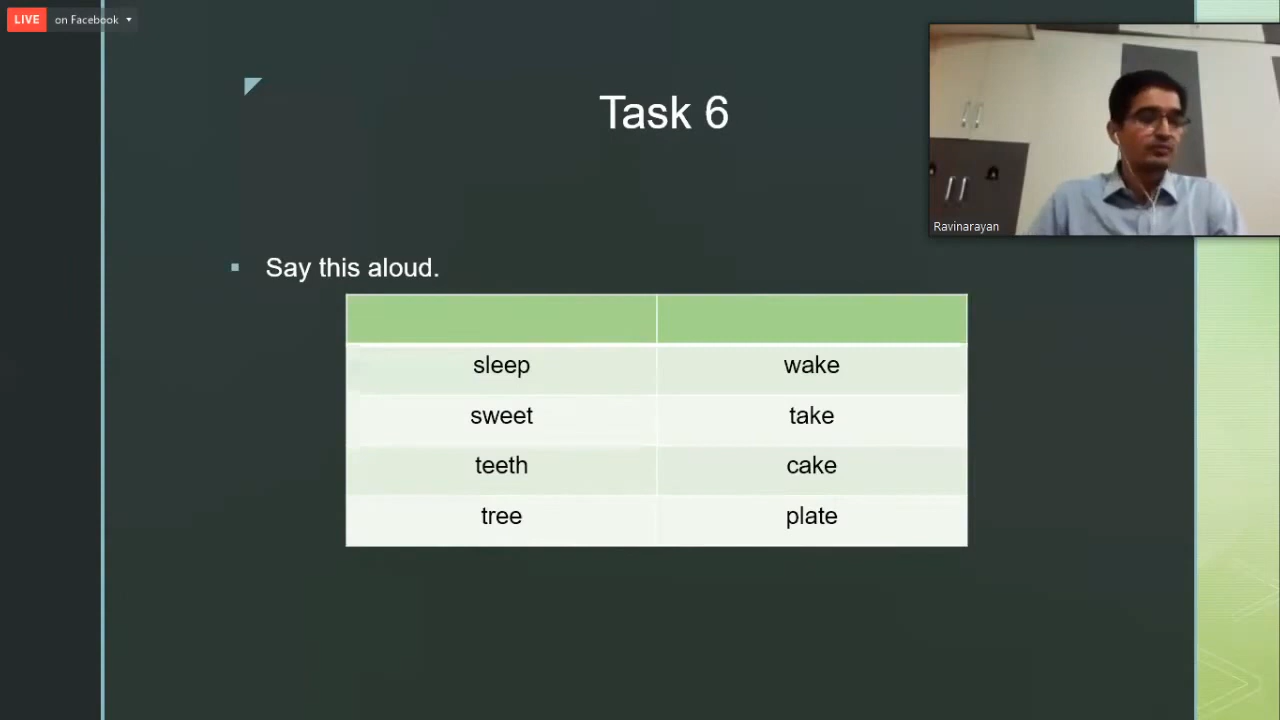 LIVE on Facebook
Task 6
Ravinarayan
Say this aloud.
sleep wake
sweet take
teeth cake
tree plate